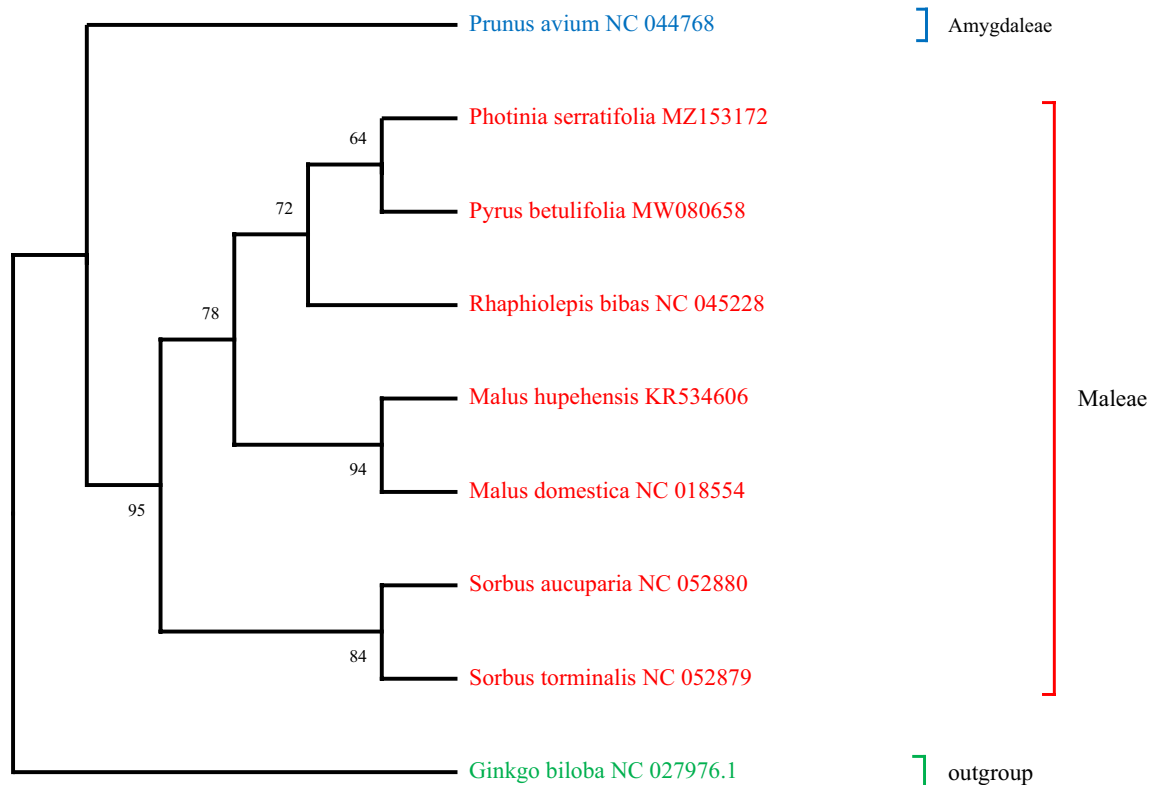 Prunus avium NC 044768
Amygdaleae
Photinia serratifolia MZ153172
64
Pyrus betulifolia MW080658
72
Rhaphiolepis bibas NC 045228
78
Malus hupehensis KR534606
Maleae
94
Malus domestica NC 018554
95
Sorbus aucuparia NC 052880
84
Sorbus torminalis NC 052879
Ginkgo biloba NC 027976.1
outgroup